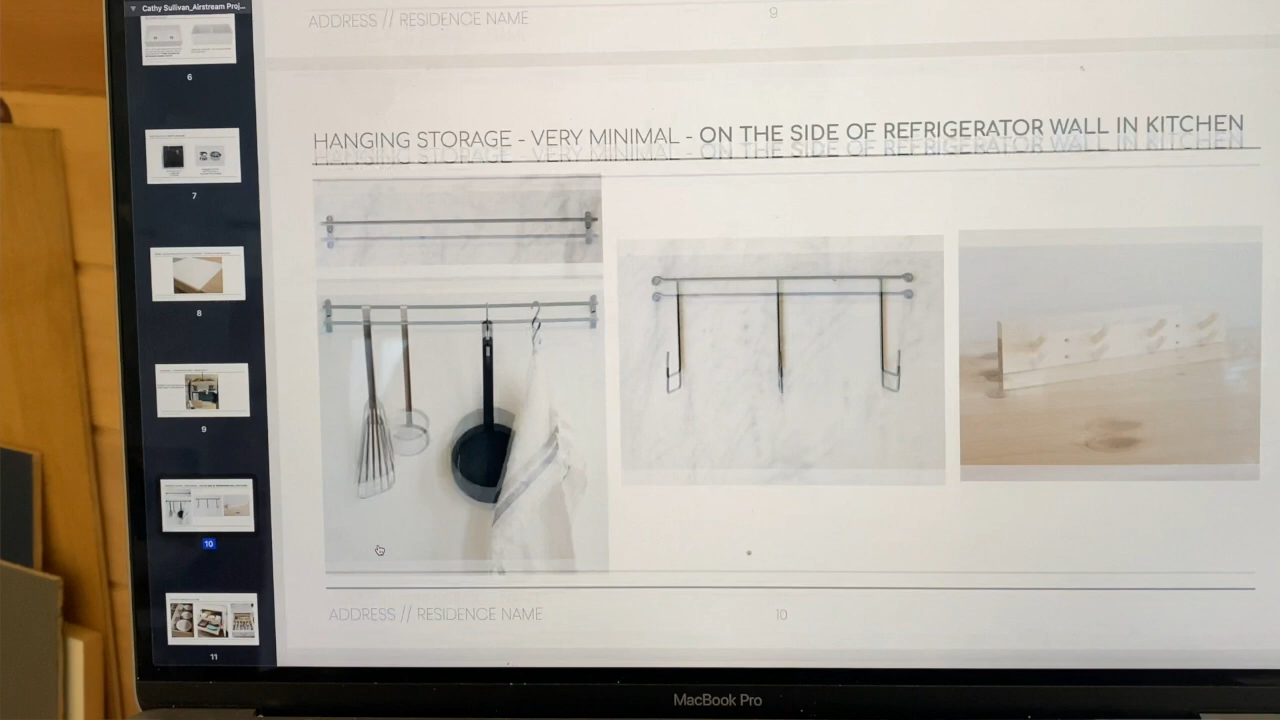 Cathy Sullivan_Airstream Proj...
6
7
8
9
10
11
ADDRESS // RESIDENCE NAME
9
HANGING STORAGE - VERY MINIMAL - ON THE SIDE OF REFRIGERATOR WALL IN KITCHEN
ADDRESS // RESIDENCE NAME
10
MacBook Pro